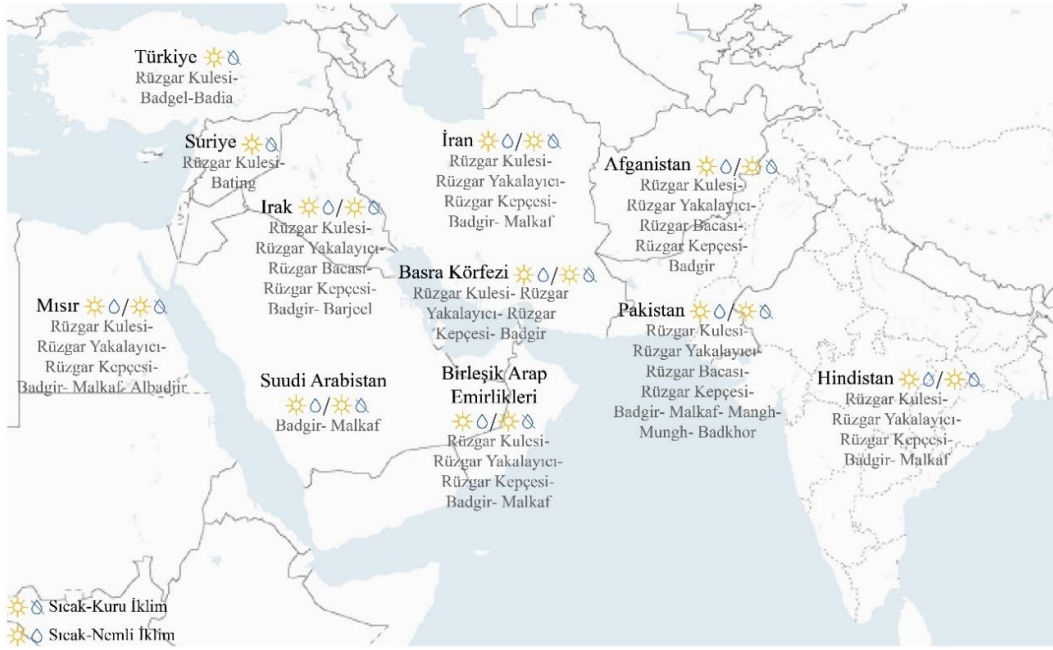 Türkiye
Rüzgar Kulesi-
Badgel-Badia
Suriye
Rüzgar Kulesi-
Bating
Irak /
Rüzgar Kulesi-
Rüzgar Yakalayıcı-
Rüzgar Bacası-
Rüzgar Kepçesi-
Badgir- Barjeel
İran /
Rüzgar Kulesi-
Rüzgar Yakalayıcı-
Rüzgar Kepçesi-
Badgir- Malkaf
Afganistan /
Rüzgar Kulesi-
Rüzgar Yakalayıcı-
Rüzgar Bacası-
Rüzgar Kepçesi-
Badgir
Mısır /
Rüzgar Kulesi-
Rüzgar Yakalayıcı-
Rüzgar Kepçesi-
Badgir- Malkaf- Albadjir
Basra Körfezi /
Rüzgar Kulesi- Rüzgar
Yakalayıcı- Rüzgar
Kepçesi- Badgir
Pakistan /
Rüzgar Kulesi-
Rüzgar Yakalayıcı-
Rüzgar Bacası-
Rüzgar Kepçesi-
Badgir- Malkaf- Mangh-
Mungh- Badkhor
Suudi Arabistan
/
Badgir- Malkaf
Birleşik Arap
Emirlikleri
/
Rüzgar Kulesi-
Rüzgar Yakalayıcı-
Rüzgar Kepçesi-
Badgir- Malkaf
Hindistan /
Rüzgar Kulesi-
Rüzgar Yakalayıcı-
Rüzgar Kepçesi-
Badgir- Malkaf
Sıcak-Kuru İklim
Sıcak-Nemli İklim